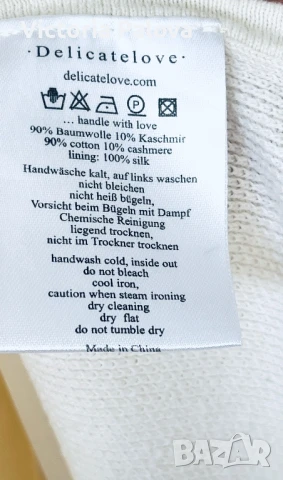 Victoria Moda
· Delicatelove ·
delicatelove.com
P
... handle with love
90% Baumwolle 10% Kaschmir
90% cotton 10% cashmere
lining: 100% silk
Handwäsche kalt, auf links waschen
nicht bleichen
nicht heiß bügeln,
Vorsicht beim Bügeln mit Dampf
Chemische Reinigung
liegend trocknen,
nicht im Trockner trocknen
handwash cold, inside out
do not bleach
cool iron,
caution when steam ironing
dry cleaning
dry flat
do not tumble dry
Made in China
bazar.bg